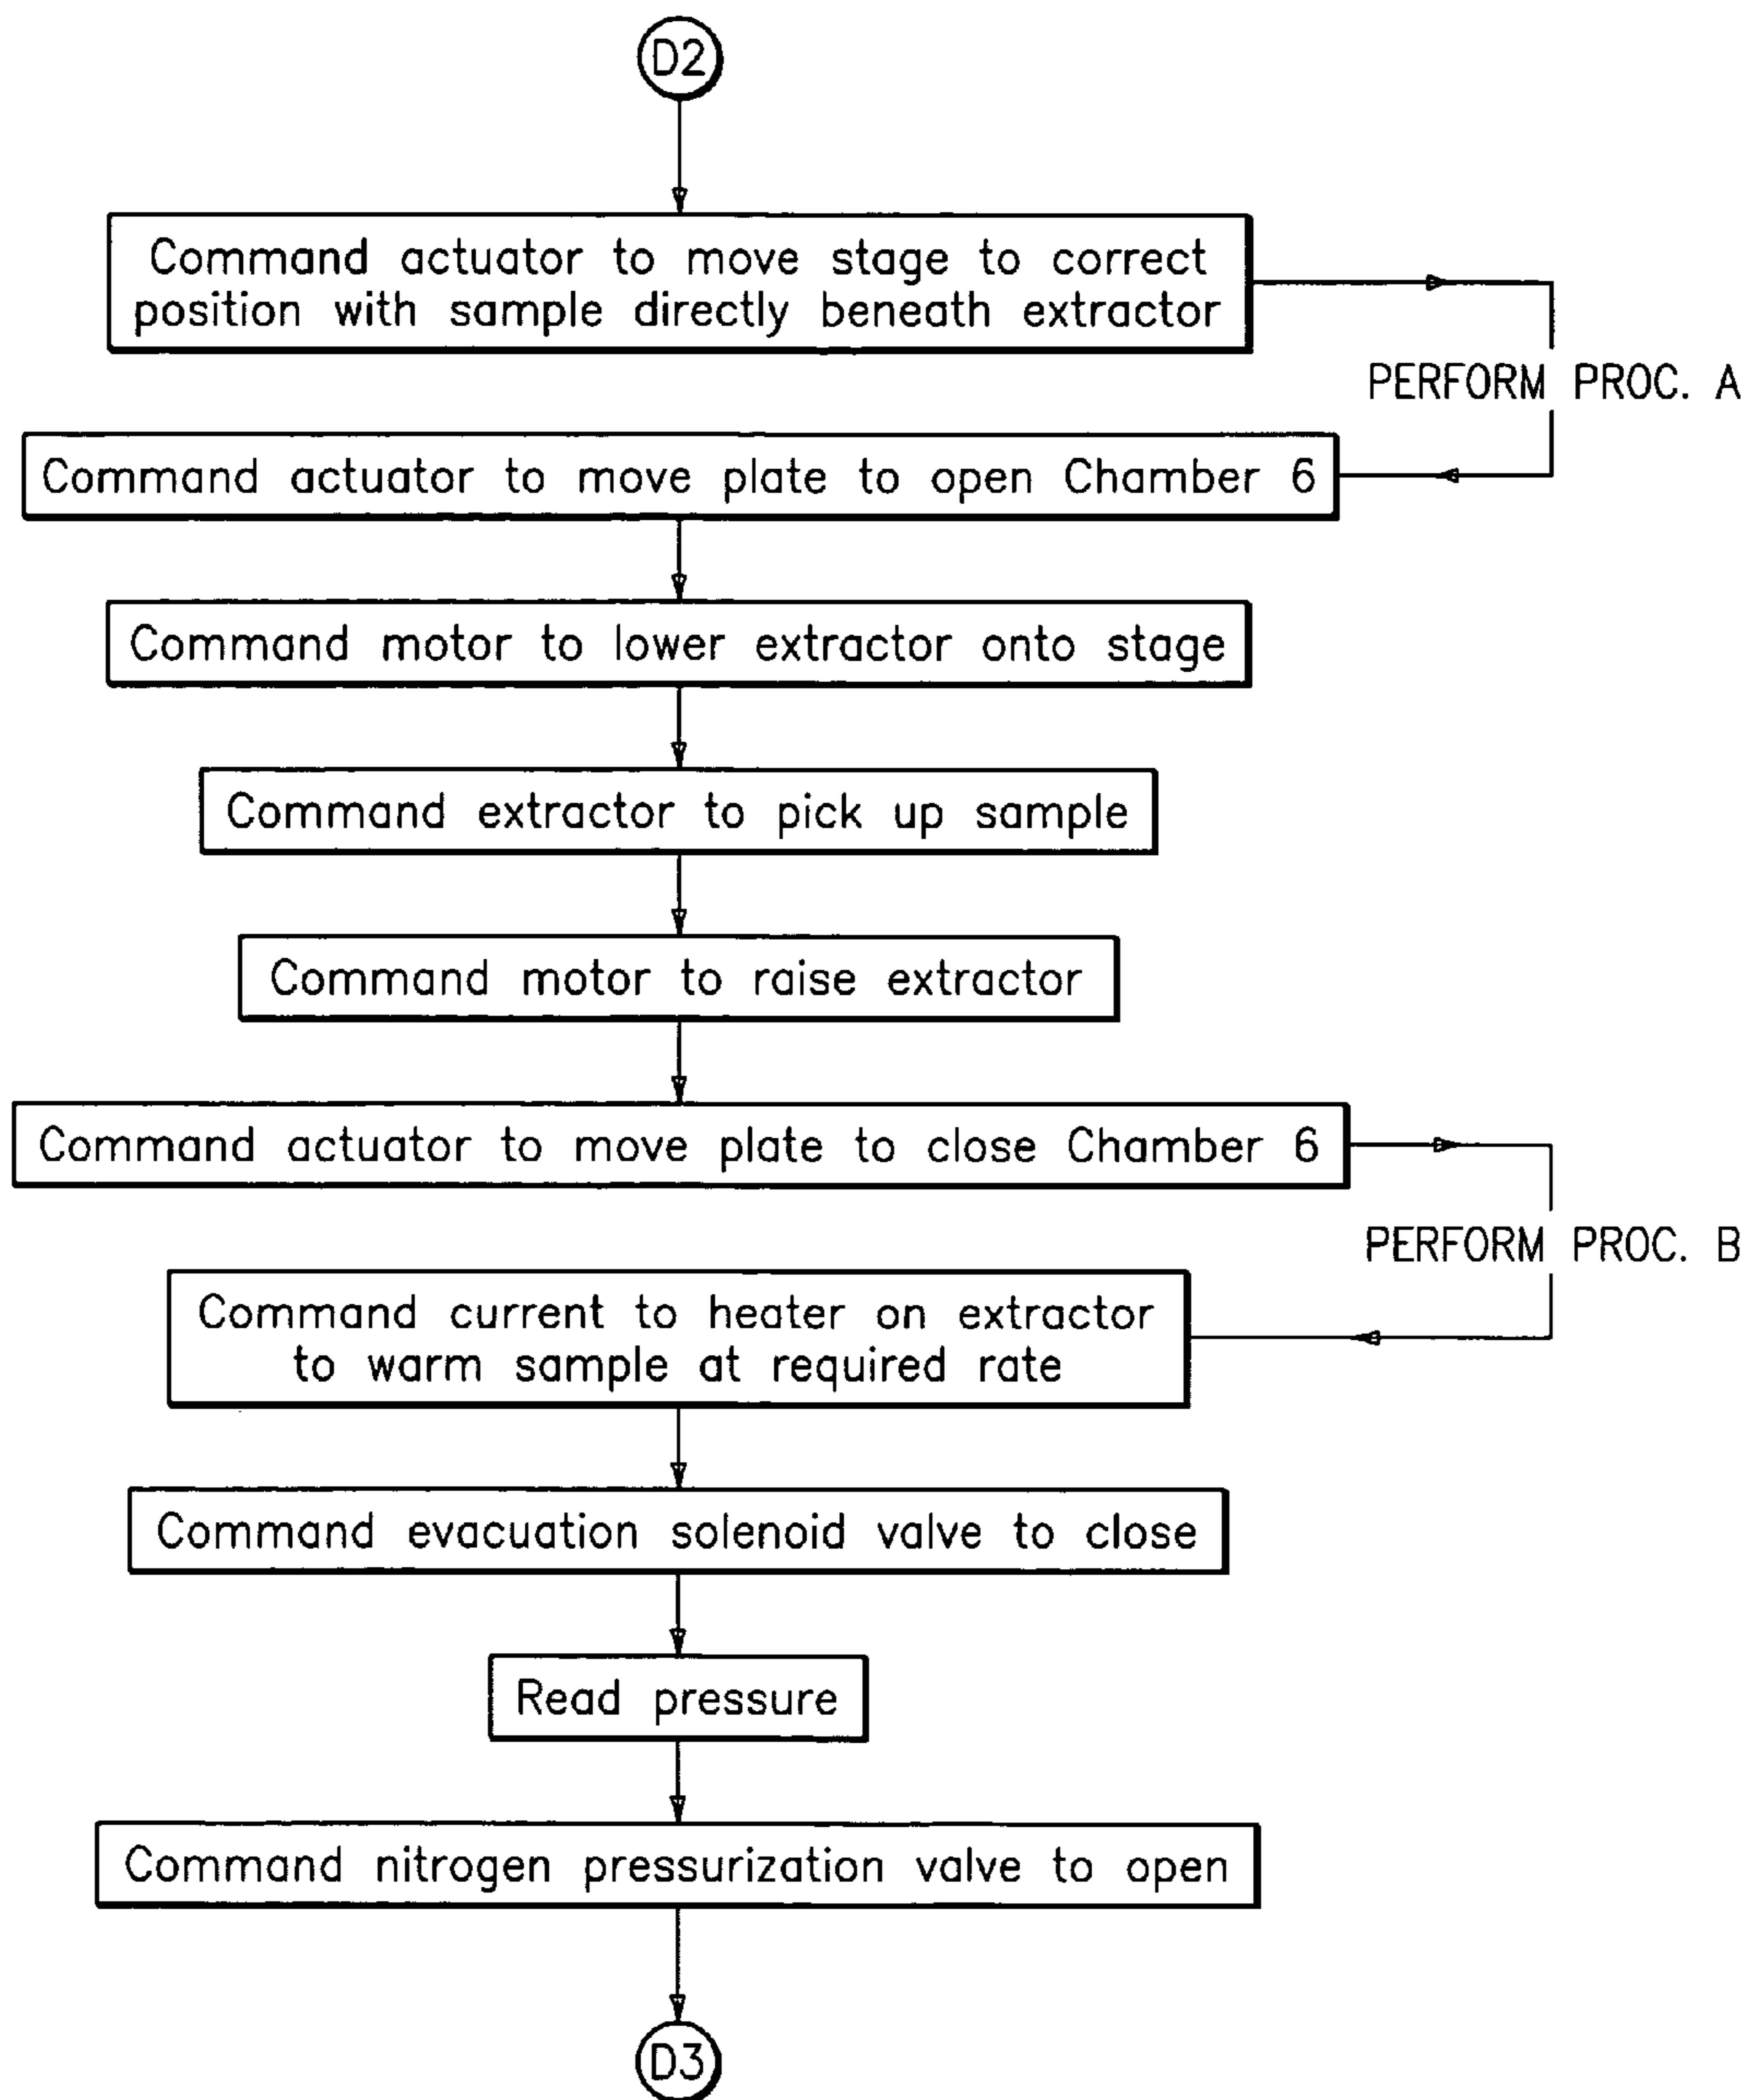 D2
Command actuator to move stage to correct
position with sample directly beneath extractor
PERFORM PROC. A
Command actuator to move plate to open Chamber 6
Command motor to lower extractor onto stage
Command extractor to pick up sample
Command motor to raise extractor
Command actuator to move plate to close Chamber 6
PERFORM PROC. B
Command current to heater on extractor
to warm sample at required rate
Command evacuation solenoid valve to close
Read pressure
Command nitrogen pressurization valve to open
D3